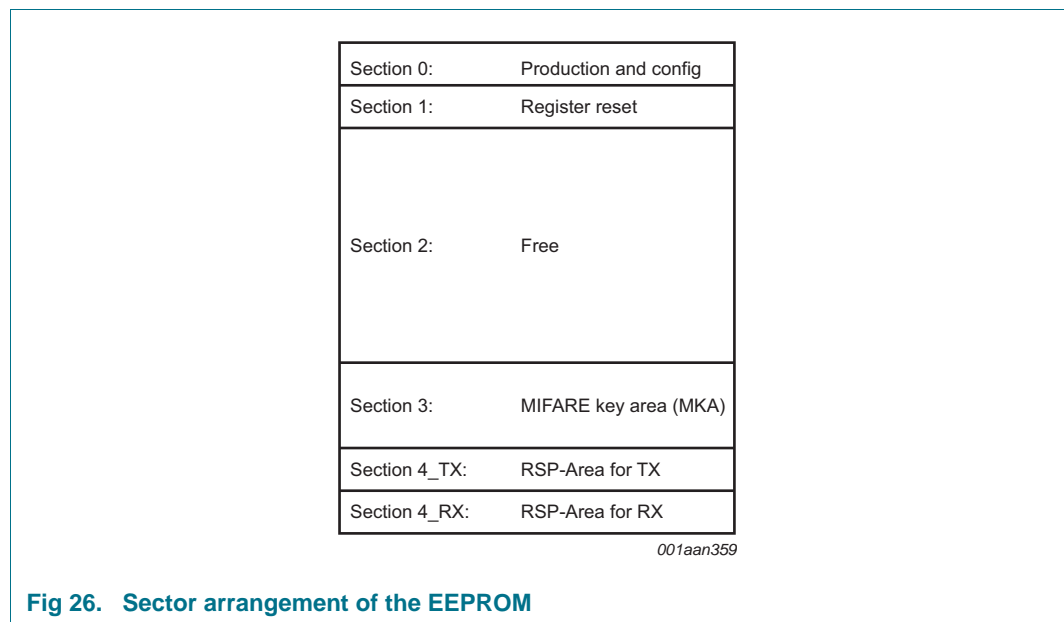 Section 0: Production and config
Section 1: Register reset
Section 2: Free
Section 3: MIFARE key area (MKA)
Section 4_TX: RSP-Area for TX
Section 4_RX: RSP-Area for RX
001aan359
Fig 26. Sector arrangement of the EEPROM